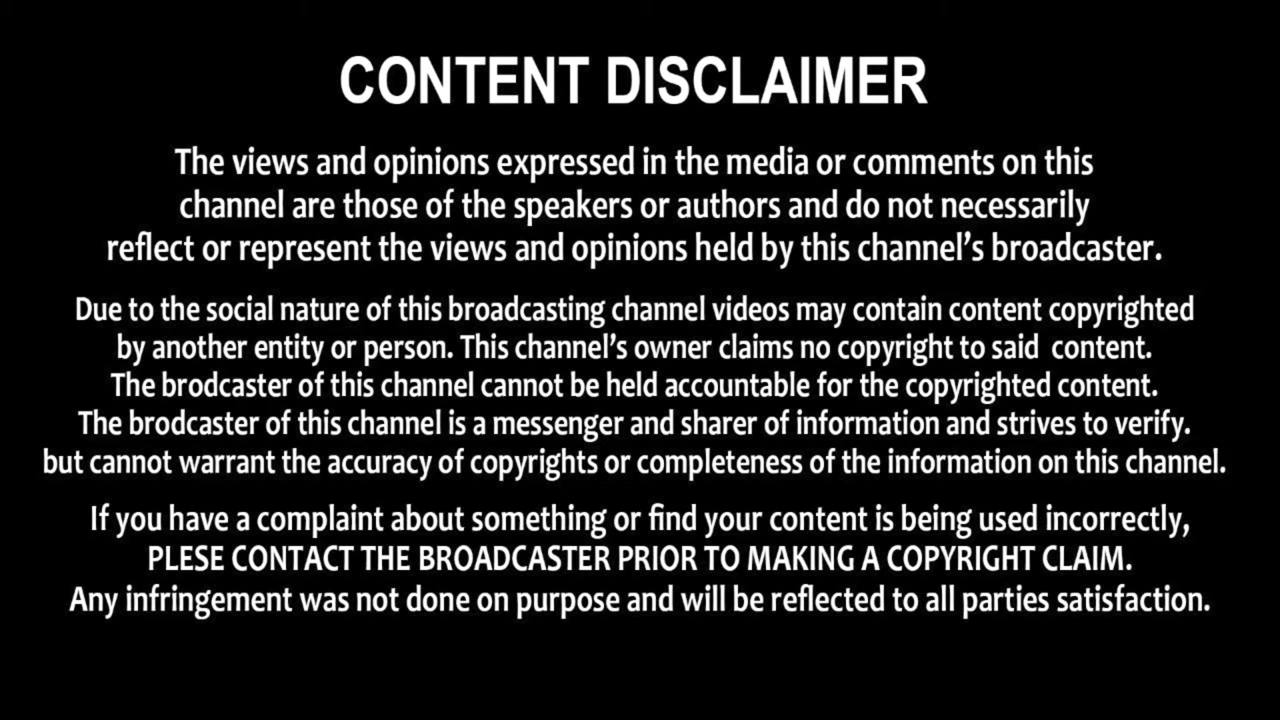 CONTENT DISCLAIMER
The views and opinions expressed in the media or comments on this
channel are those of the speakers or authors and do not necessarily
reflect or represent the views and opinions held by this channel’s broadcaster.
Due to the social nature of this broadcasting channel videos may contain content copyrighted
by another entity or person. This channel’s owner claims no copyright to said content.
The brodcaster of this channel cannot be held accountable for the copyrighted content.
The brodcaster of this channel is a messenger and sharer of information and strives to verify.
but cannot warrant the accuracy of copyrights or completeness of the information on this channel.
If you have a complaint about something or find your content is being used incorrectly,
PLESE CONTACT THE BROADCASTER PRIOR TO MAKING A COPYRIGHT CLAIM.
Any infringement was not done on purpose and will be reflected to all parties satisfaction.